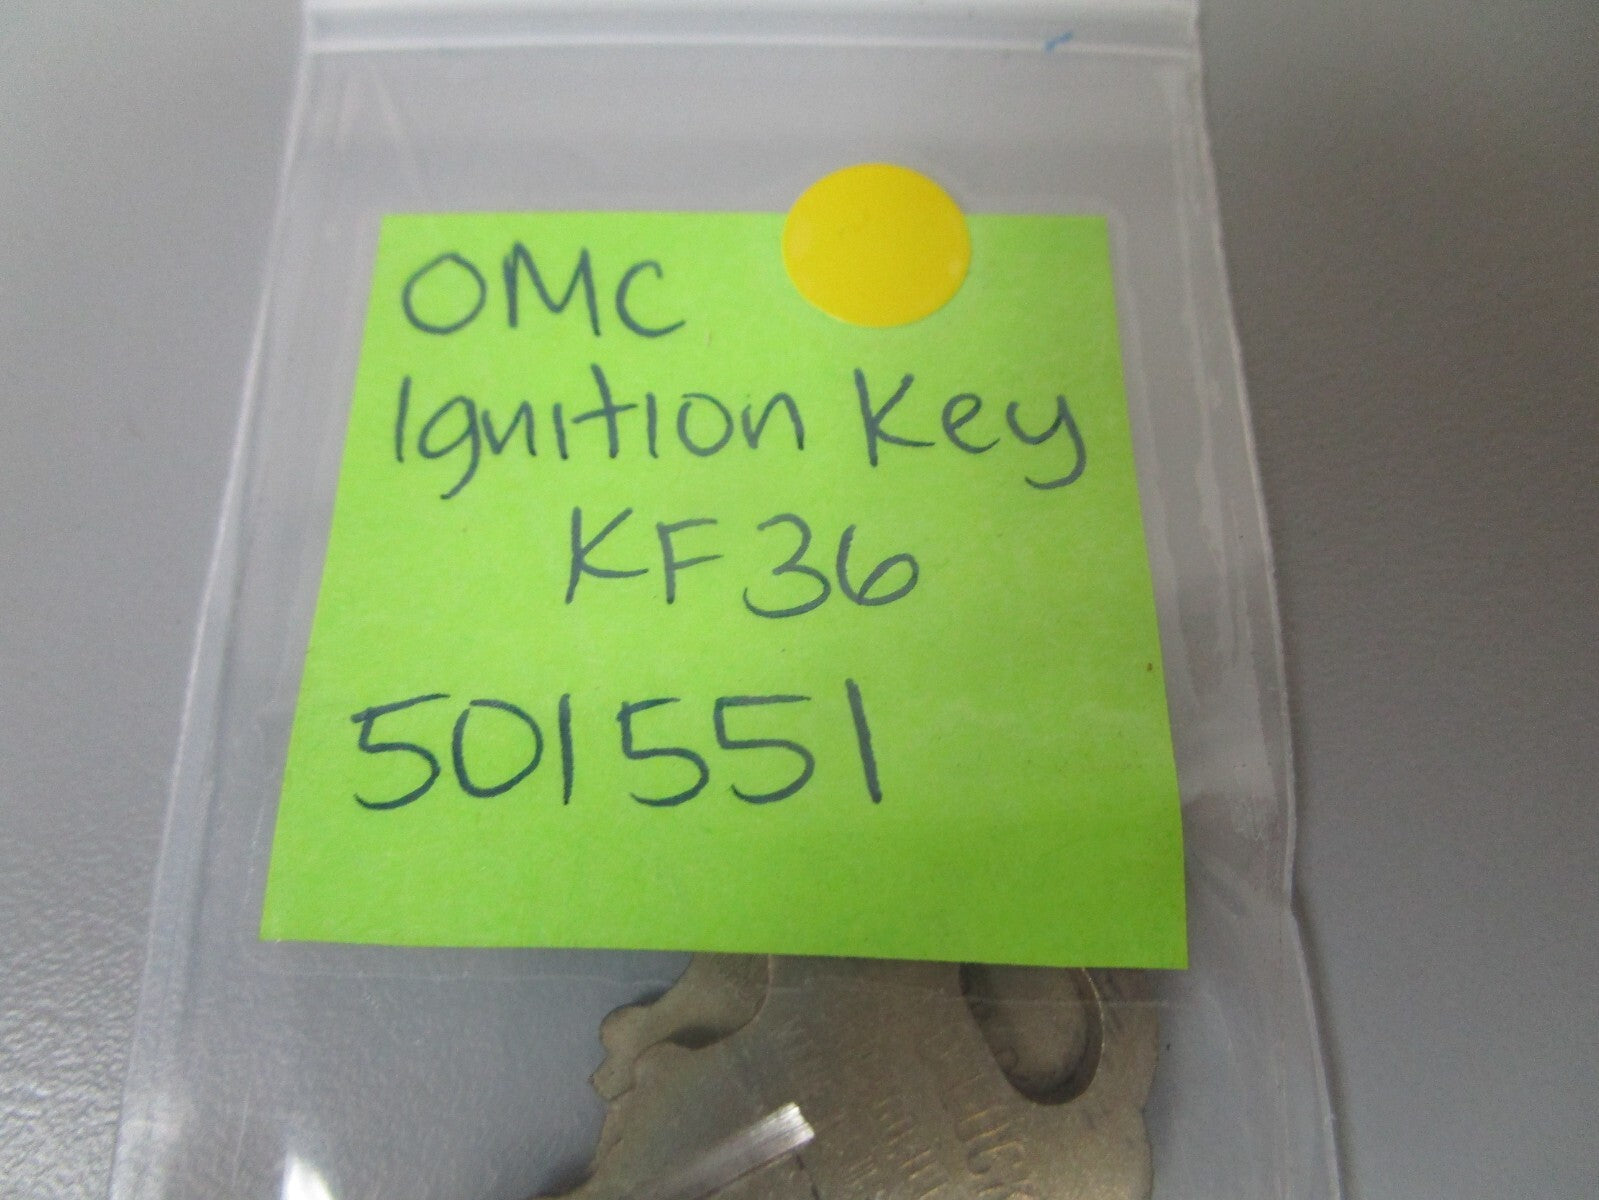 OMC
Ignition Key
KF36
501551